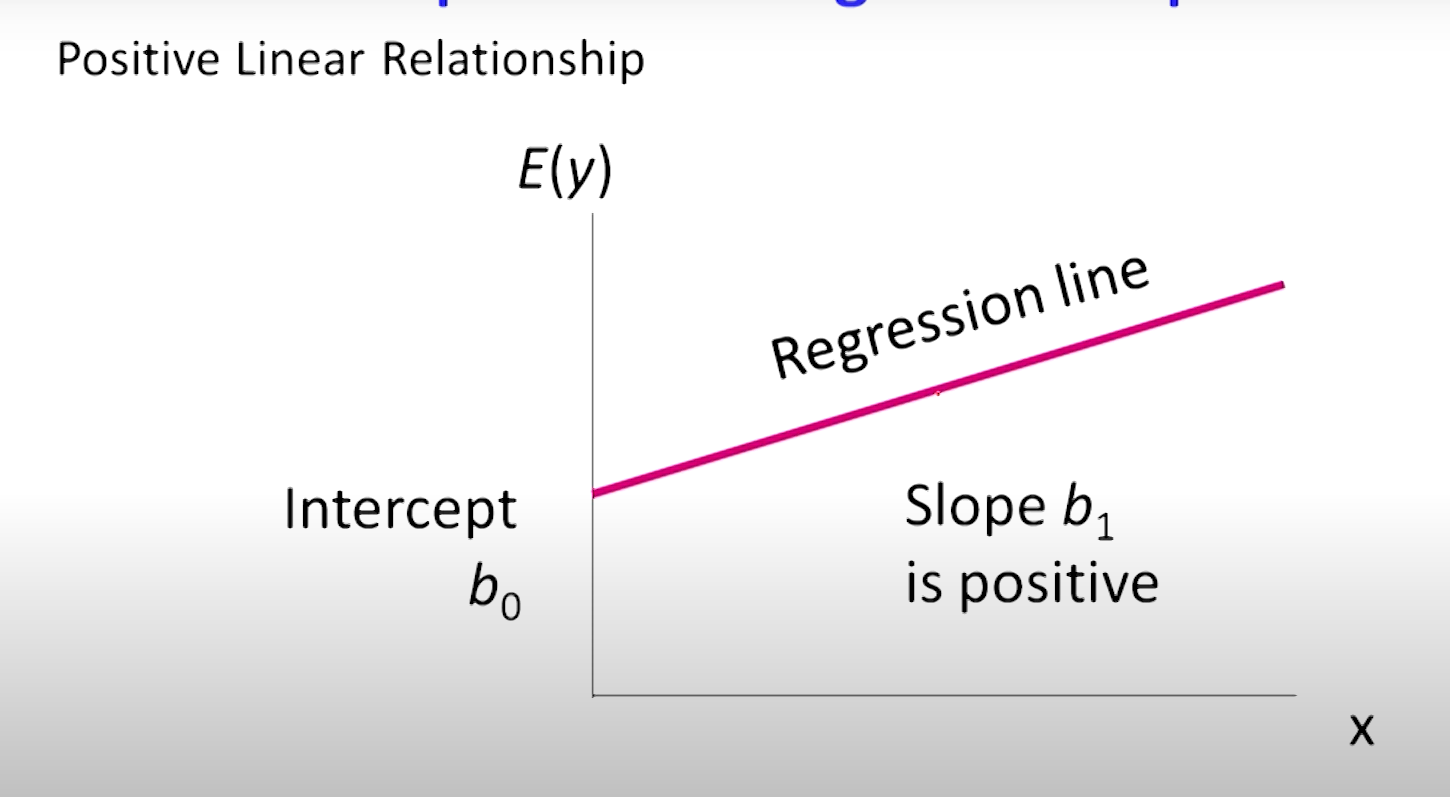 Positive Linear Relationship
E(y)
Regression line
Intercept
b₀
Slope b₁
is positive
x